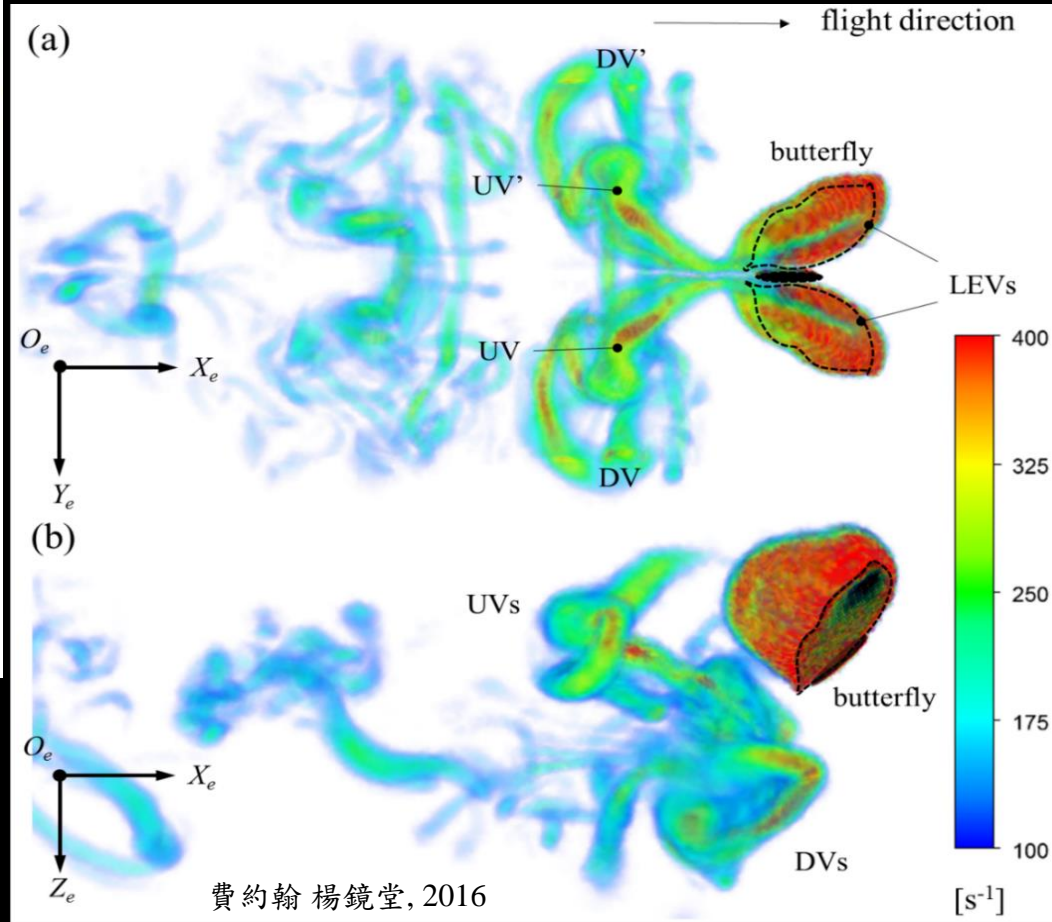 (a)
flight direction
DV’
butterfly
UV’
LEVs
UV
DV
Oₑ
Xₑ
Yₑ
400
325
250
175
100
[s⁻¹]
(b)
UVs
butterfly
Oₑ
Xₑ
Zₑ
DVs
費約翰 楊鏡堂, 2016